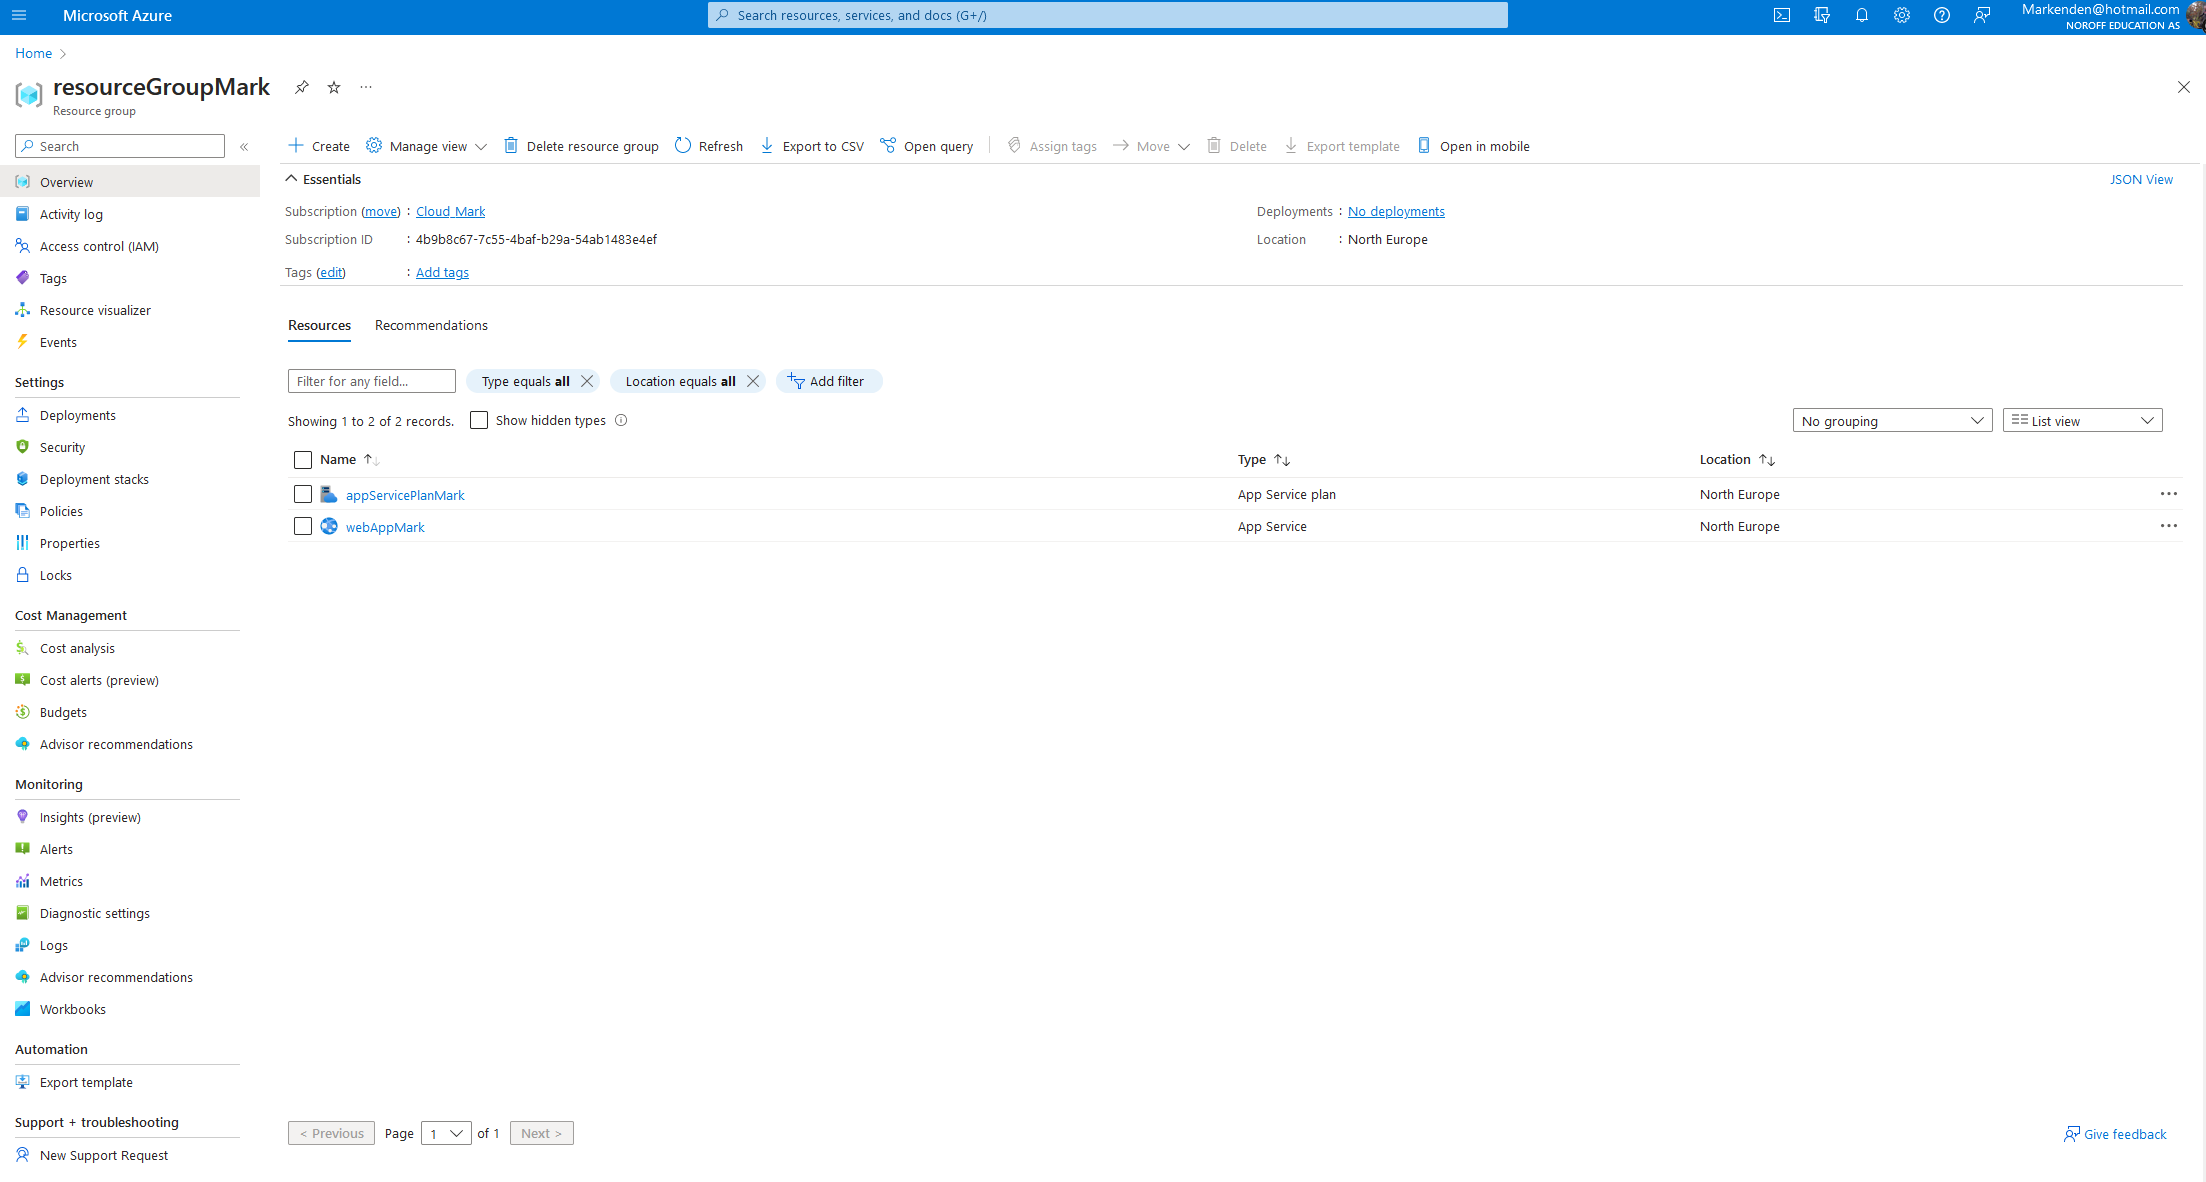 Microsoft Azure
Search resources, services, and docs (G+/)
Markenden@hotmail.com
NOROFF EDUCATION AS
Home
resourceGroupMark
Resource group
Search
Overview
Activity log
Access control (IAM)
Tags
Resource visualizer
Events
Settings
Deployments
Security
Deployment stacks
Policies
Properties
Locks
Cost Management
Cost analysis
Cost alerts (preview)
Budgets
Advisor recommendations
Monitoring
Insights (preview)
Alerts
Metrics
Diagnostic settings
Logs
Advisor recommendations
Workbooks
Automation
Export template
Support + troubleshooting
New Support Request
Create Manage view Delete resource group Refresh Export to CSV Open query Assign tags Move Delete Export template Open in mobile
Essentials JSON View
Subscription (move) : Cloud_Mark Deployments : No deployments
Subscription ID : 4b9b8c67-7c55-4baf-b29a-54ab1483e4ef Location : North Europe
Tags (edit) : Add tags
Resources Recommendations
Filter for any field... Type equals all Location equals all Add filter
Showing 1 to 2 of 2 records. Show hidden types No grouping List view
Name Type Location
appServicePlanMark App Service plan North Europe
webAppMark App Service North Europe
< Previous Page 1 of 1 Next > Give feedback